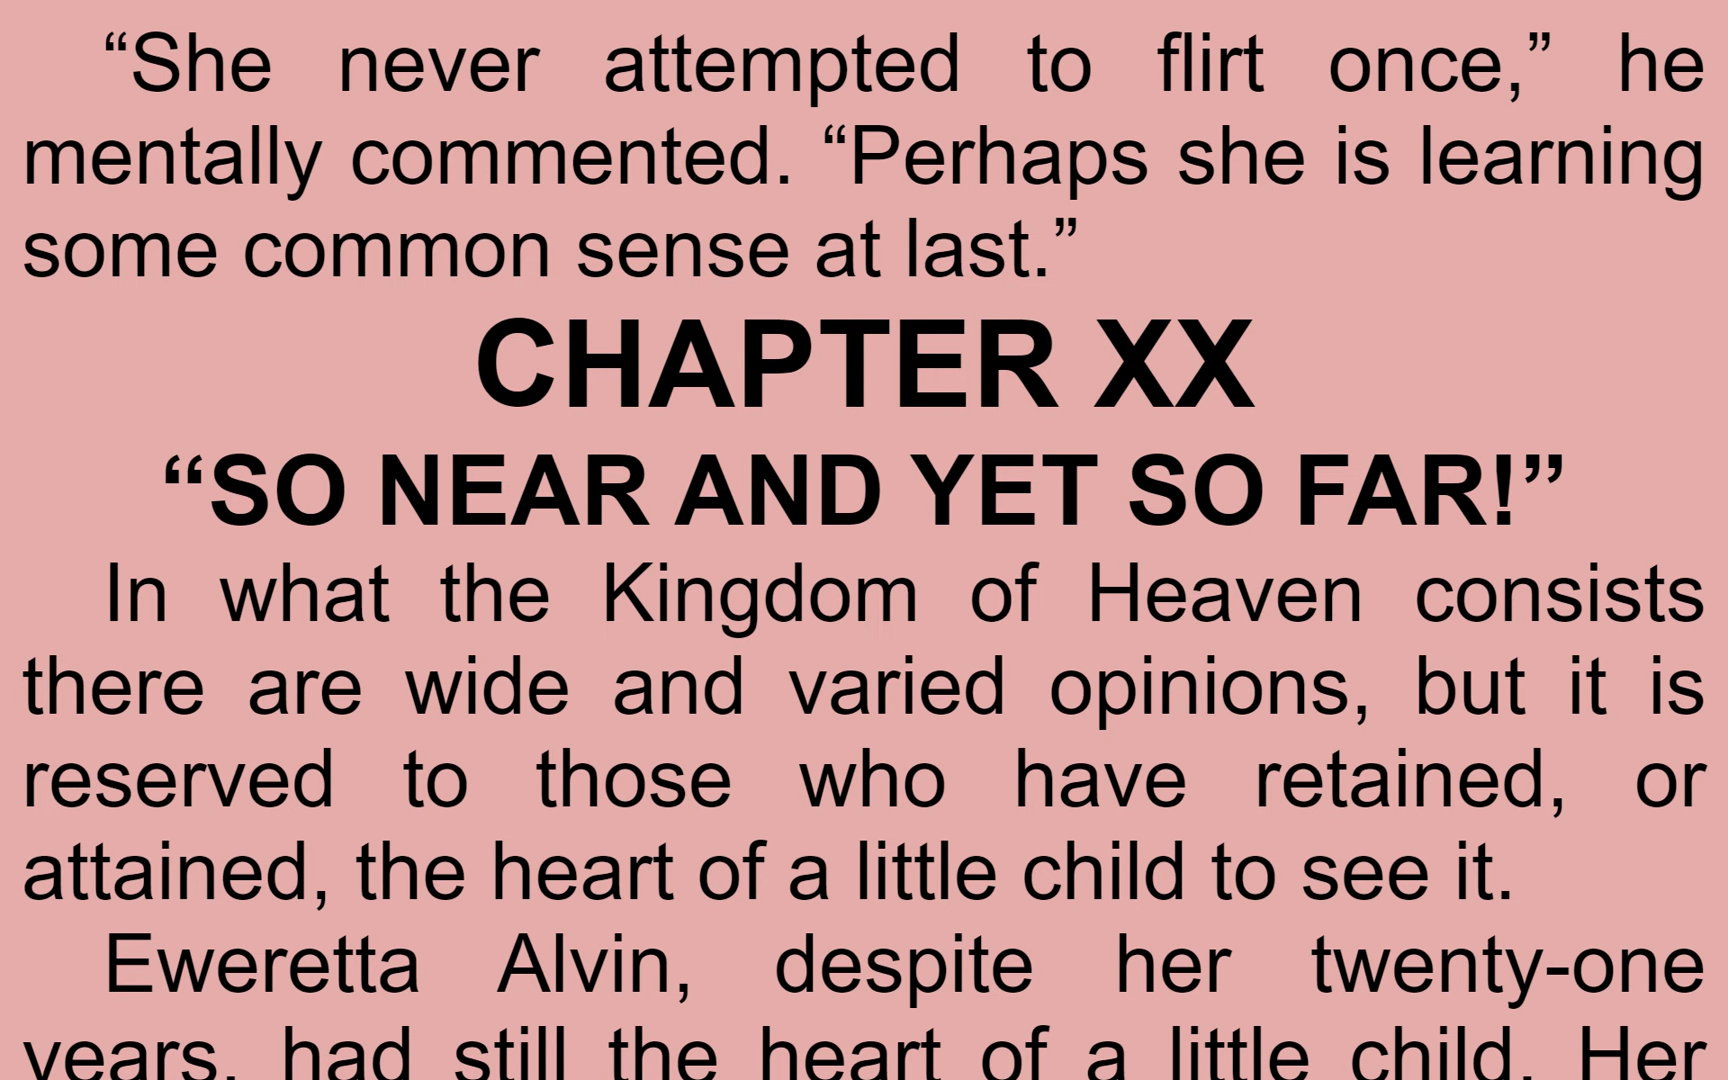 “She never attempted to flirt once,” he
mentally commented. “Perhaps she is learning
some common sense at last.”
CHAPTER XX
“SO NEAR AND YET SO FAR!”
In what the Kingdom of Heaven consists
there are wide and varied opinions, but it is
reserved to those who have retained, or
attained, the heart of a little child to see it.
Eweretta Alvin, despite her twenty-one
years, had still the heart of a little child. Her